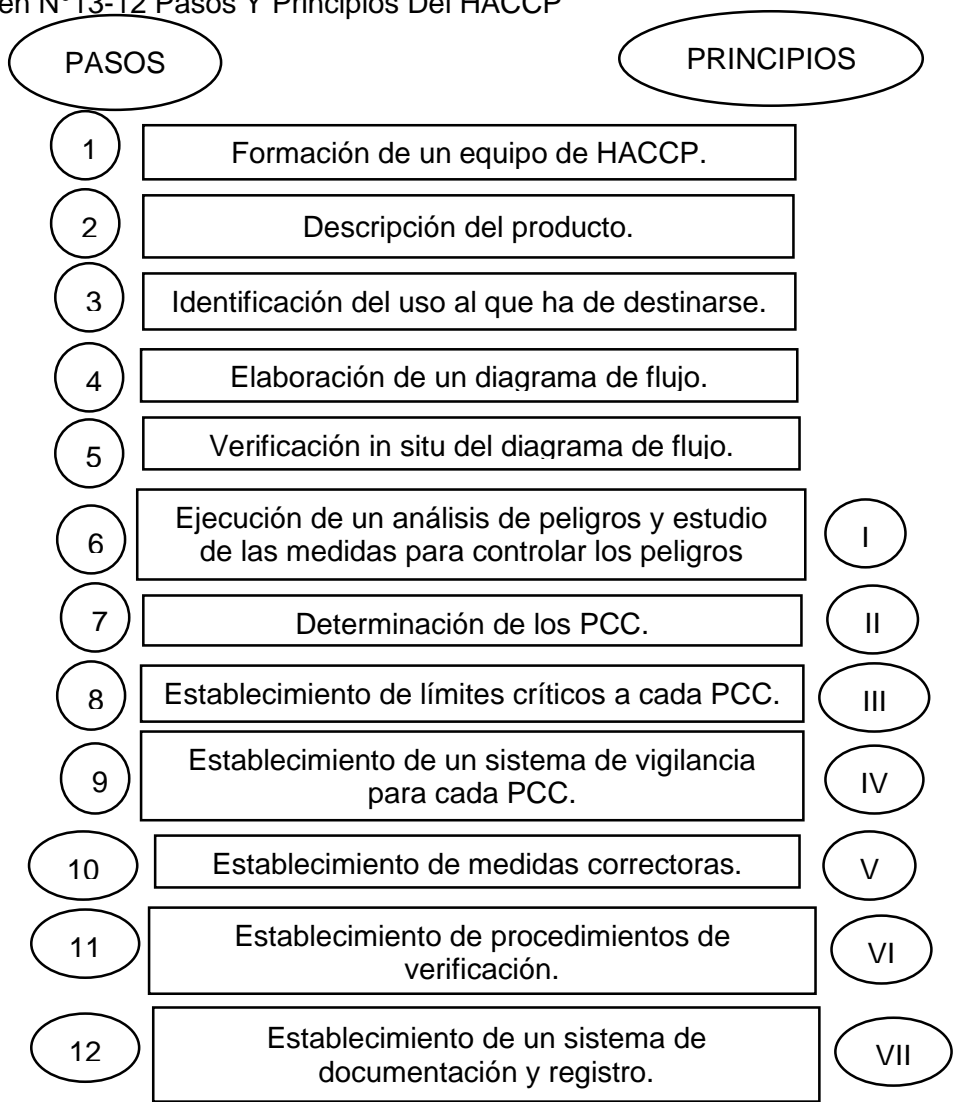 en N°13-12 Pasos Y Principios Del HACCP
PASOS
PRINCIPIOS
1
Formación de un equipo de HACCP.
2
Descripción del producto.
3
Identificación del uso al que ha de destinarse.
4
Elaboración de un diagrama de flujo.
5
Verificación in situ del diagrama de flujo.
6
Ejecución de un análisis de peligros y estudio
de las medidas para controlar los peligros
I
7
Determinación de los PCC.
II
8
Establecimiento de límites críticos a cada PCC.
III
9
Establecimiento de un sistema de vigilancia
para cada PCC.
IV
10
Establecimiento de medidas correctoras.
V
11
Establecimiento de procedimientos de
verificación.
VI
12
Establecimiento de un sistema de
documentación y registro.
VII